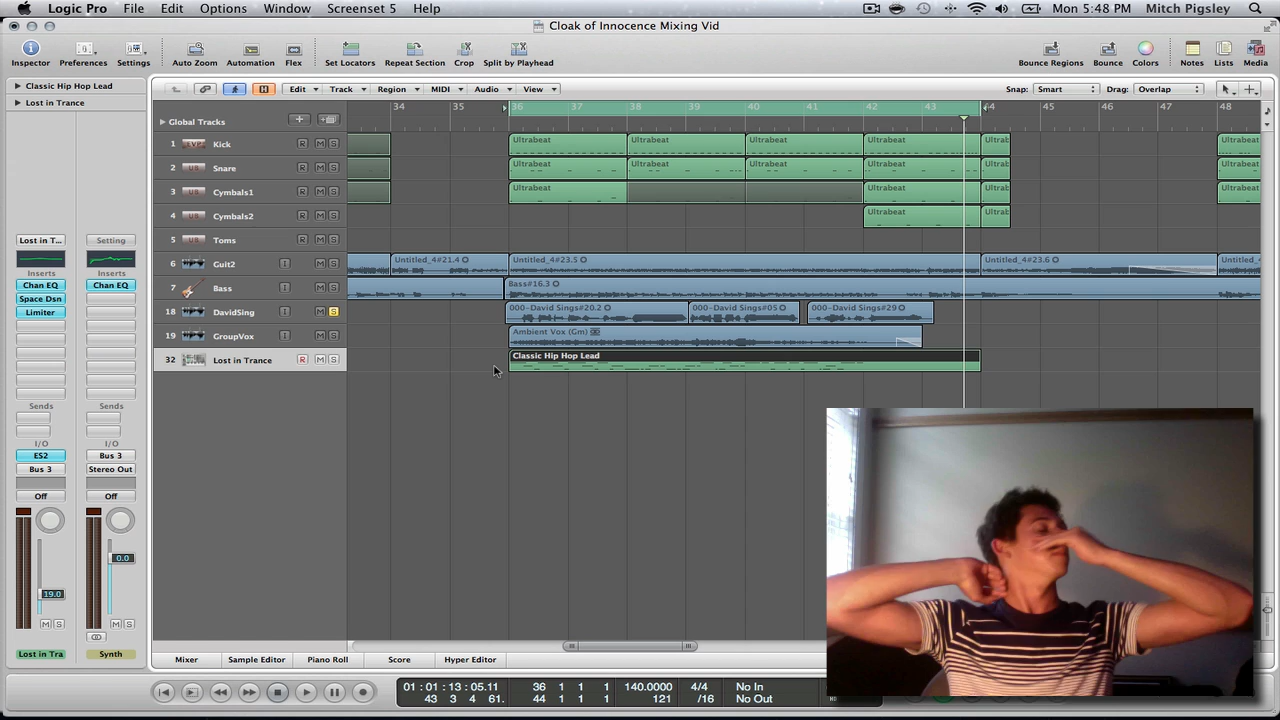 Logic Pro File Edit Options Window Screenset 5 Help Mon 5:48 PM Mitch Pigsley
Cloak of Innocence Mixing Vid
Inspector Preferences Settings Auto Zoom Automation Flex Set Locators Repeat Section Crop Split by Playhead Bounce Regions Bounce Colors Notes Lists Media
Classic Hip Hop Lead
Lost in Trance
Edit Track Region MIDI Audio View Snap: Smart Drag: Overlap
34 35 36 37 38 39 40 41 42 43 44 45 46 47 48
Global Tracks
1 Kick R M S Ultrabeat Ultrabeat Ultrabeat Ultrabeat Ultrab Ultrab
2 Snare R M S Ultrabeat Ultrabeat Ultrabeat Ultrabeat Ultrab Ultrab
3 Cymbals1 R M S Ultrabeat Ultrabeat Ultrab Ultrab
4 Cymbals2 R M S Ultrabeat Ultrab
5 Toms R M S
6 Guit2 I M S Untitled_4#21.4 Untitled_4#23.5 Untitled_4#23.6 Untitled_
7 Bass I M S Bass#16.3
18 DavidSing I M S 000-David Sings#20.2 000-David Sings#05 000-David Sings#29
19 GroupVox I M S Ambient Vox (Gm)
32 Lost in Trance R M S Classic Hip Hop Lead
Lost in T... Setting
Inserts Inserts
Chan EQ Chan EQ
Space Dsn
Limiter
Sends Sends
I/O I/O
ES2 Bus 3
Bus 3 Stereo Out
Off Off
0.0
19.0
M S M S
Lost in Tra Synth
Mixer Sample Editor Piano Roll Score Hyper Editor
01 : 01 : 13 : 05.11 36 1 1 1 140.0000 4/4 No In
43 3 4 61. 44 1 1 1 121 /16 No Out